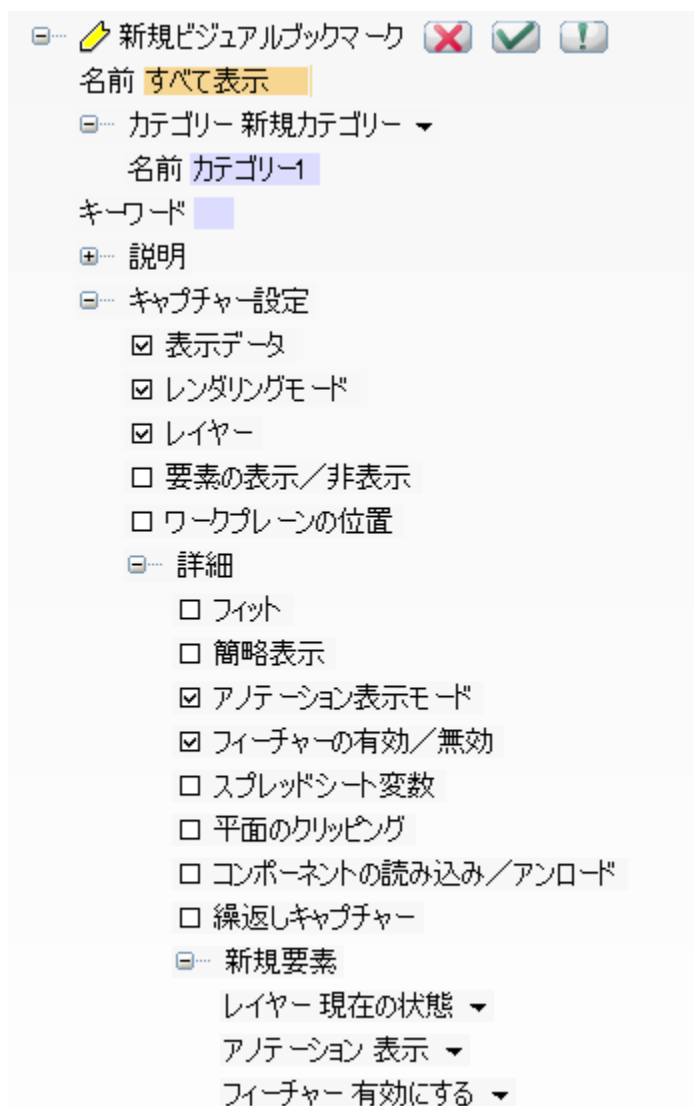 新規ビジュアルブックマーク
名前 すべて表示
カテゴリー 新規カテゴリー
名前 カテゴリー1
キーワード
説明
キャプチャー設定
表示データ
レンダリングモード
レイヤー
要素の表示／非表示
ワークプレーンの位置
詳細
フィット
簡略表示
アノテーション表示モード
フィーチャーの有効／無効
スプレッドシート変数
平面のクリッピング
コンポーネントの読み込み／アンロード
繰返しキャプチャー
新規要素
レイヤー 現在の状態
アノテーション 表示
フィーチャー 有効にする